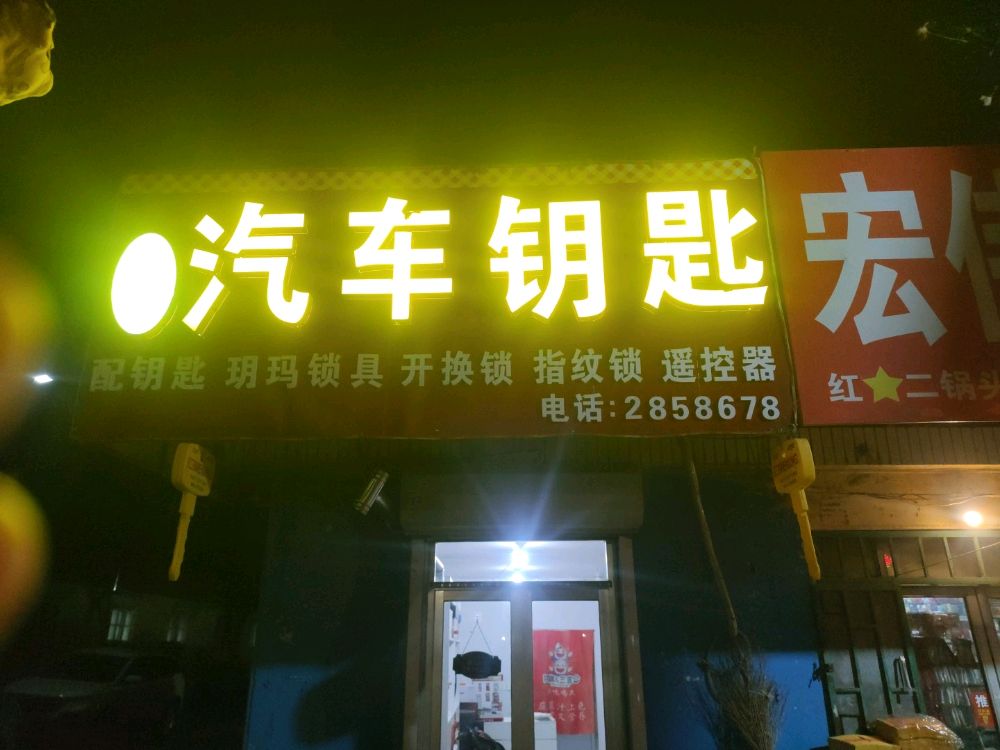 汽车钥匙
配钥匙 玥玛锁具 开换锁 指纹锁 遥控器
电话:2858678
宏
红★二锅头
推